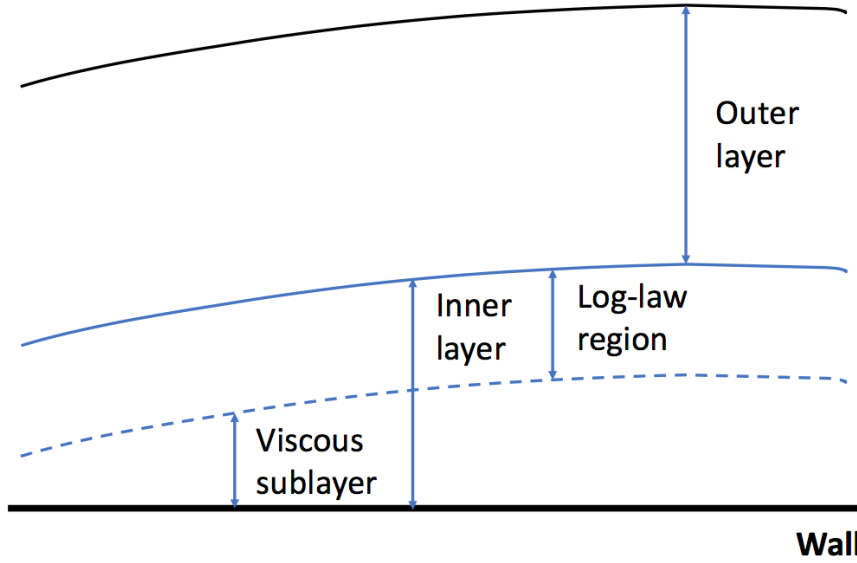 Outer
layer
Inner
layer
Log-law
region
Viscous
sublayer
Wall